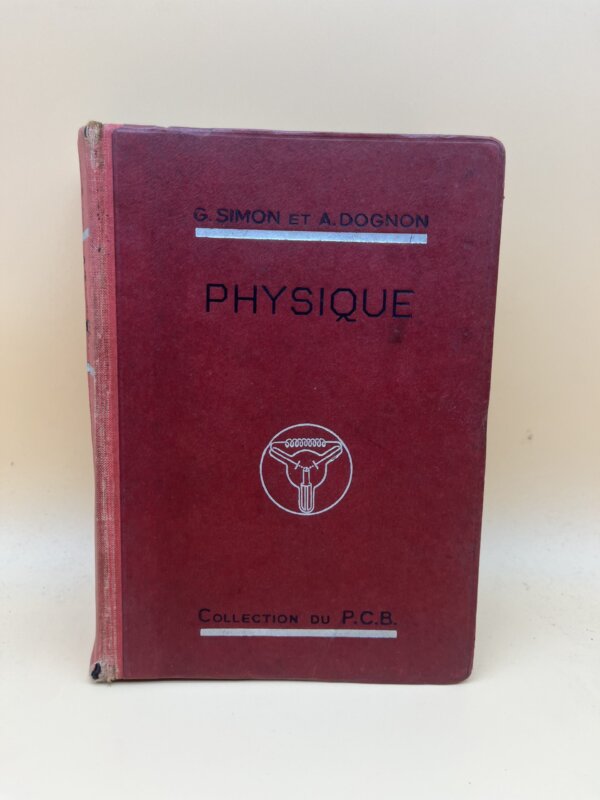 G. SIMON ET A. DOGNON
PHYSIQUE
COLLECTION DU P.C.B.